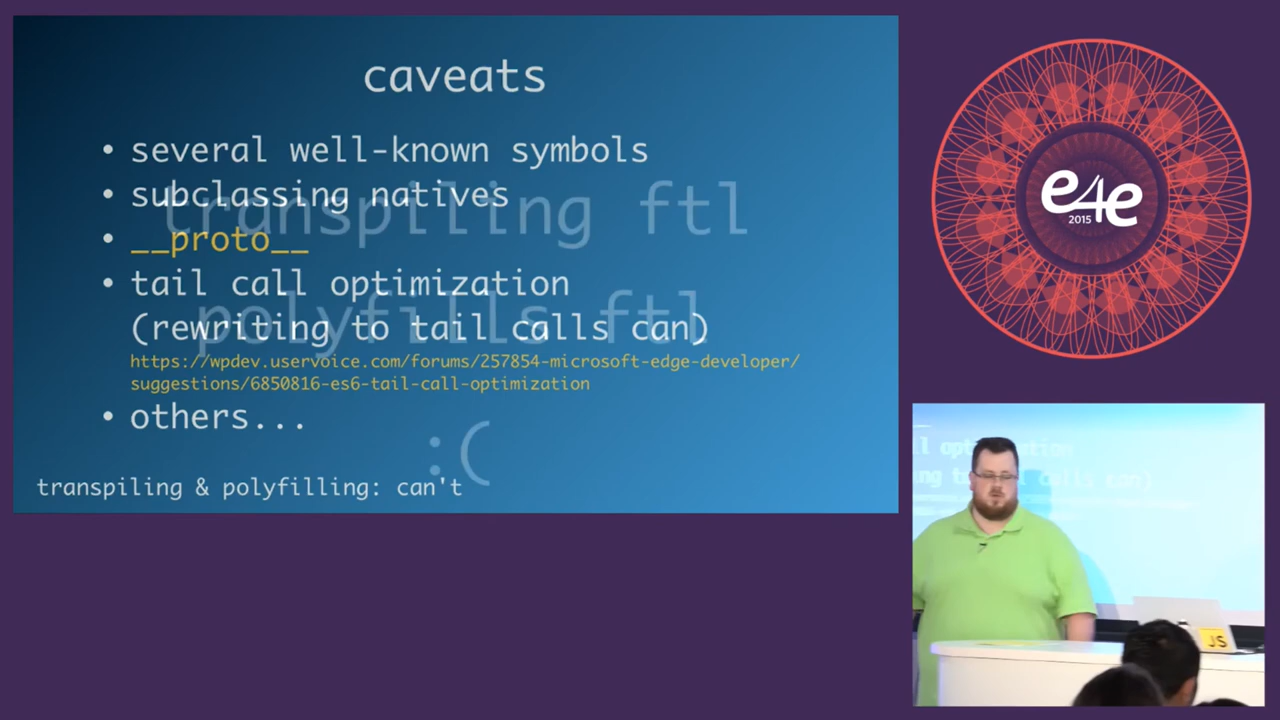 caveats
• several well-known symbols
• subclassing natives
transpiling ftl
• __proto__
• tail call optimization
polyfills ftl
(rewriting to tail calls can)
https://wpdev.uservoice.com/forums/257854-microsoft-edge-developer/
suggestions/6850816-es6-tail-call-optimization
• others...
:(
transpiling & polyfilling: can't
e4e
2015
JS